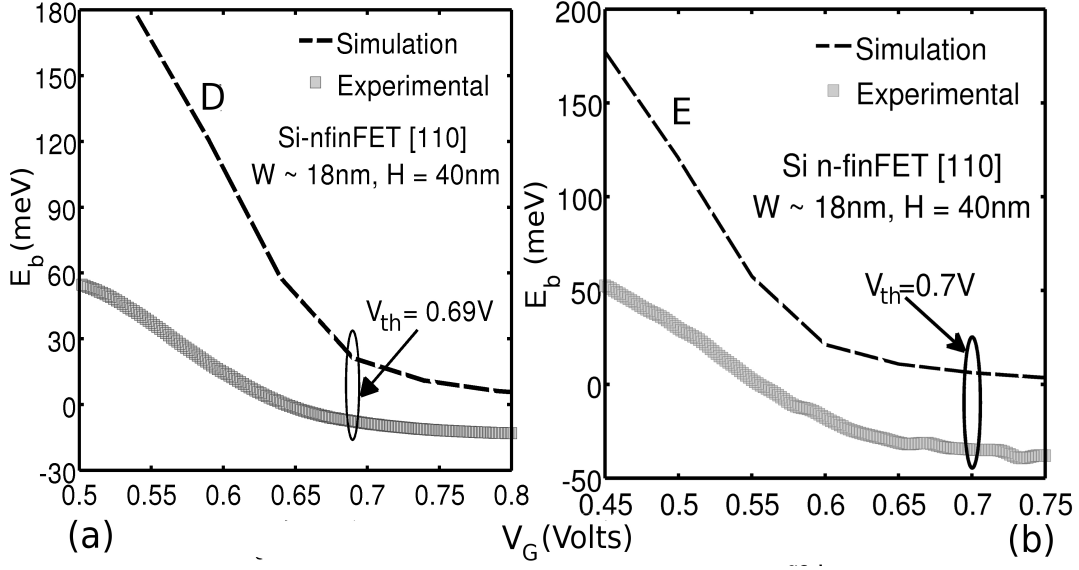 180
150
120
90
60
30
0
-30
E_b (meV)
Simulation
Experimental
D
Si-nfinFET [110]
W ~ 18nm, H = 40nm
V_th= 0.69V
0.5 0.55 0.6 0.65 0.7 0.75 0.8
(a)
200
150
100
50
0
-50
E_b (meV)
Simulation
Experimental
E
Si n-finFET [110]
W ~ 18nm, H = 40nm
V_th=0.7V
0.45 0.5 0.55 0.6 0.65 0.7 0.75
V_G(Volts)
(b)